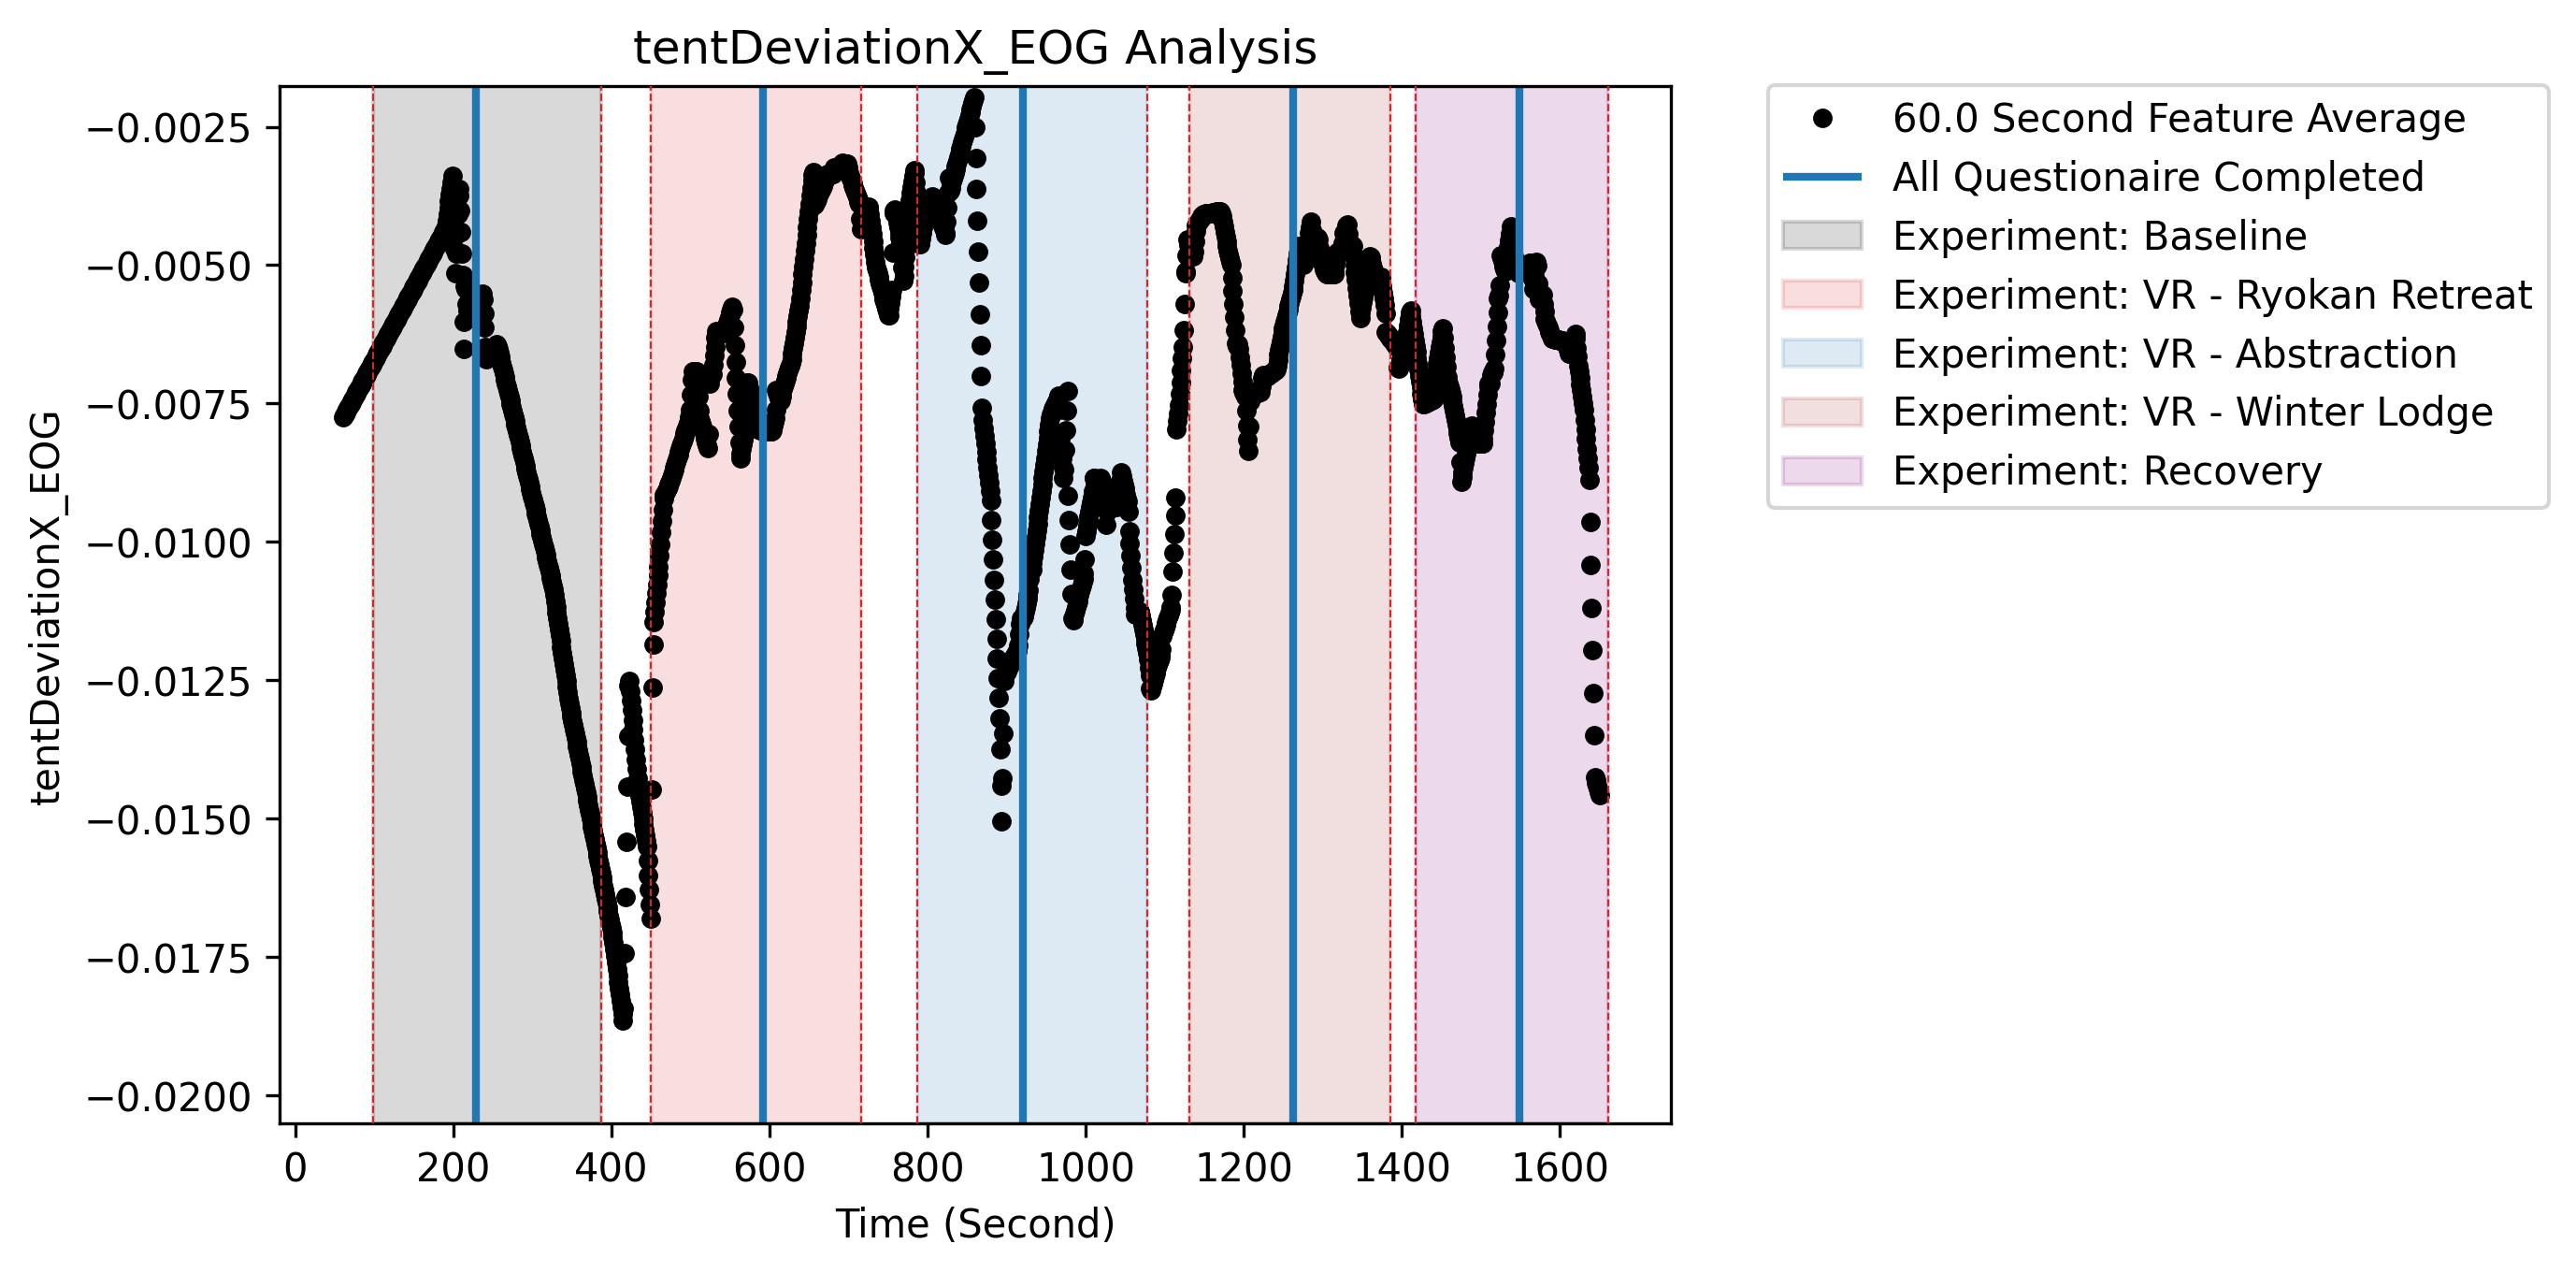 tentDeviationX_EOG Analysis
tentDeviationX_EOG
−0.0025
−0.0050
−0.0075
−0.0100
−0.0125
−0.0150
−0.0175
−0.0200
0 200 400 600 800 1000 1200 1400 1600
Time (Second)
60.0 Second Feature Average
All Questionaire Completed
Experiment: Baseline
Experiment: VR - Ryokan Retreat
Experiment: VR - Abstraction
Experiment: VR - Winter Lodge
Experiment: Recovery